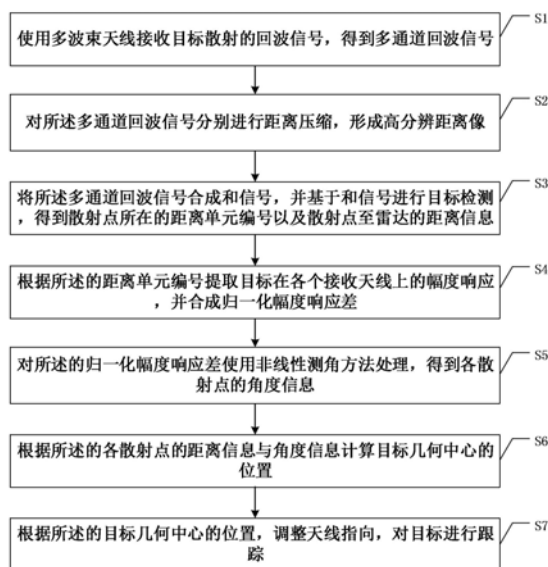 S1
使用多波束天线接收目标散射的回波信号，得到多通道回波信号
S2
对所述多通道回波信号分别进行距离压缩，形成高分辨距离像
S3
将所述多通道回波信号合成和信号，并基于和信号进行目标检测
，得到散射点所在的距离单元编号以及散射点至雷达的距离信息
S4
根据所述的距离单元编号提取目标在各个接收天线上的幅度响应
，并合成归一化幅度响应差
S5
对所述的归一化幅度响应差使用非线性测角方法处理，得到各散
射点的角度信息
S6
根据所述的各散射点的距离信息与角度信息计算目标几何中心的
位置
S7
根据所述的目标几何中心的位置，调整天线指向，对目标进行跟
踪